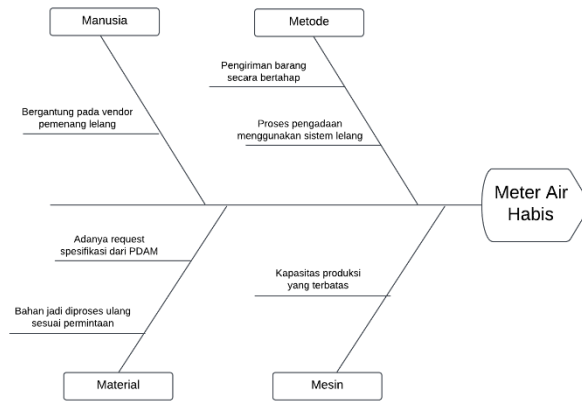 Manusia
Metode
Pengiriman barang
secara bertahap
Bergantung pada vendor
pemenang lelang
Proses pengadaan
menggunakan sistem lelang
Meter Air
Habis
Adanya request
spesifikasi dari PDAM
Kapasitas produksi
yang terbatas
Bahan jadi diproses ulang
sesuai permintaan
Material
Mesin